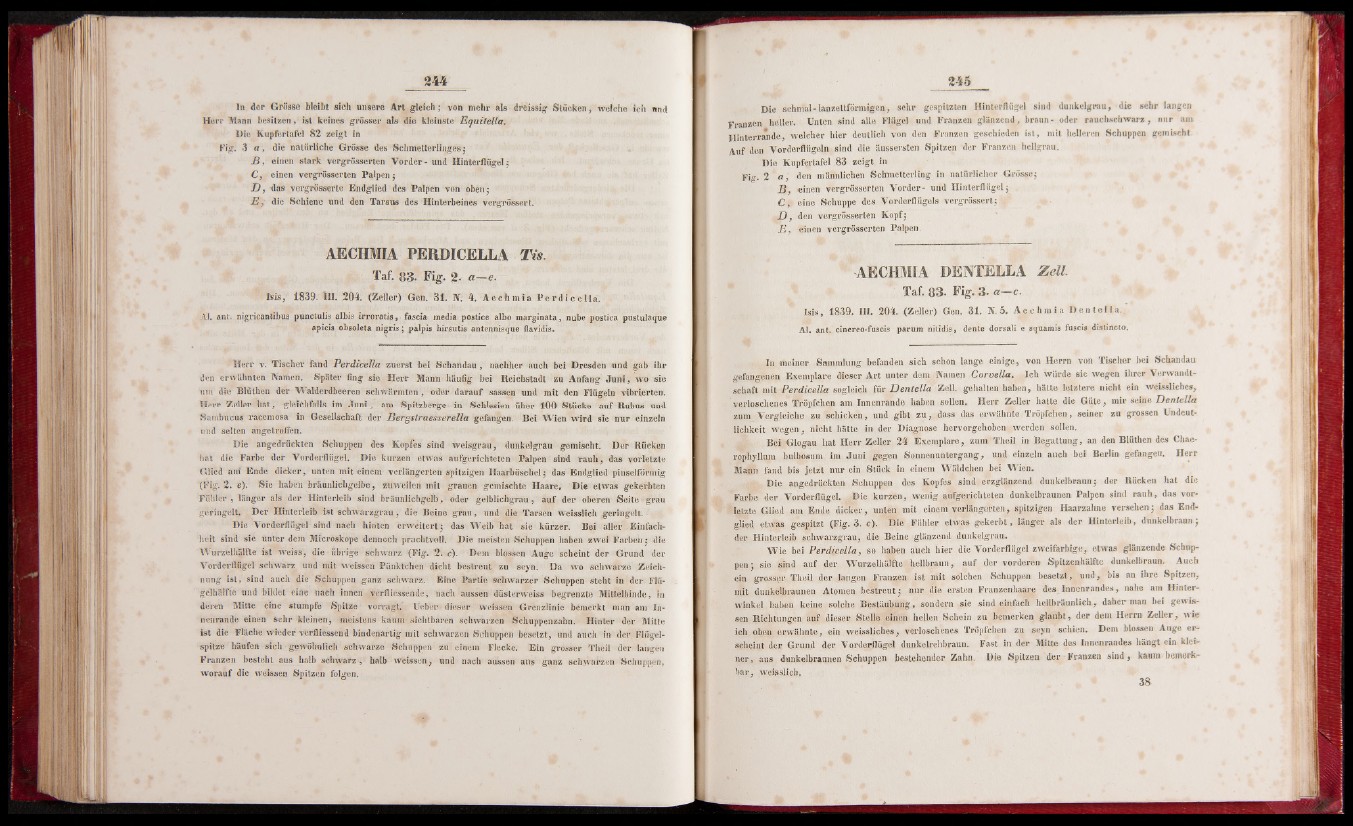 244
In der Grösse bleibt sich unsere Art gleich; von mehr als dreissig Stücken, welche ich und
Herr Mann besitzen, ist keines grösser als die kleinste Equitella.
Die Kupfertafel 82 zeigt in
Fig. 3 a, die natürliche Grösse des Schmetterlinges;
B, einen stark vergrösserten Vorder- und Hinterflügel;
C, einen vergrösserten Palpen;
D, das vergrösserte Endglied des Palpen von oben;
E, die Schiene und den Tarsus des Hinterbeines vergrössert.
AECHMIA PERDICELLA Tis.
Taf. 83. Fig. 2. a—e.
Isis, 1839. III. 204. (Zeller) Gen. 31. N. 4. Aechmia Perdicella.
Al. ant. nigricantibus punctulis albis irroratis, fascia media postice albo marginata, nube postica pustulaque
apicis obsoleta nigris; palpis hirsutis antennisque flavidis.
Herr v. Tischer fand Perdicella zuerst bei Schandau, nachher auch bei Dresden und gab ihr
den erwähnten Namen. Später fing sie Herr Mann häufig bei Reichstadt zu Anfang Juni, wo sie
um die Blüthen der Walderdbeeren schwärmten, oder darauf sassen und mit den Flügeln vibrierten.
Herr Zeller hat, gleichfalls im Juni, am Spitzberge in Schlesien über 100 Stücke auf Rubus und
Sambucus racemosa in Gesellschaft der Bergstraesserella gefangen. Bei Wien wird sie nur einzeln
und selten angetroffen.
Die angedrückten Schuppen des Kopfes sind weisgrau, dunkelgrau gemischt. Der Rücken
hat die Farbe der Vorderflügel. Die kurzen etwas aufgerichteten Palpen sind rauh, das vorletzte
Glied am Ende dicker, unten mit einem verlängerten spitzigen Haarbüschel; das Endglied pinselförmig
(Fig. 2. e). Sie haben bräunlichgelbe, zuweilen mit grauen gemischte Haare. Die etwas gekerbten
Fühler, länger als der Hinterleib sind bräunlichgelb, oder gelblichgrau, auf der oberen Seite grau
geringelt. Der Hinterleib ist schwarzgrau, die Beine grau, und die Tarsen weisslich geringelt.
Die Vorderflügel sind nach hinten erweitert; das Weib hat sie kürzer. Bei aller Einfach-
heit sind sie unter dem Microskope dennoch prachtvoll. Die meisten Schuppen haben zwei Farben; die
Wurzelhälfte ist weiss, die übrige schwarz (Fig. 2. c). Dem blossen Auge scheint der Grund der
Vorderflügel schwarz und mit weissen Pünktchen dicht bestreut zu seyn. Da wo schwarze Zeich-
nung ist, sind auch die Schuppen ganz schwarz. Eine Partie schwarzer Schuppen steht in der Flü-
gelhälfte und bildet eine nach innen verfliessende, nach aussen düsterweiss begrenzte Mittelbinde, in
deren Mitte eine stumpfe Spitze vorragt. Ueber dieser weissen Grenzlinie bemerkt man am In-
nenrande einen sehr kleinen, meistens kaum sichtbaren schwarzen Schuppenzahn. Hinter der Mitte
ist die Fläche wieder verfliessend bindenartig mit schwarzen Schuppen besetzt, und auch in der Flügel-
spitze häufen sich gewöhnlich schwarze Schuppen zu einem Flecke. Ein grosser Theil der langen
Franzen besteht aus halb schwarz-, halb weissen, und nach aussen aus ganz schwarzen Schuppen,
worauf die weissen Spitzen folgen.
245
Die schmal-lanzettförmigen, sehr gespitzten Hinterflügel sind dunkelgrau, die sehr langen
Franzen heller. Unten sind alle Flügel und Franzen glänzend, braun- oder rauchschwarz, nur am
Hinterrande, welcher hier deutlich von den Franzen geschieden ist, mit helleren Schuppen gemischt.
Auf den Vorderflügeln sind die äussersten Spitzen der Franzen hellgrau.
Die Kupfertafel 83 zeigt in
Fig. 2 a, den männlichen Schmetterling in natürlicher Grösse;
B, einen vergrösserten Vorder- und Hinterflügel;
C, eine Schuppe des Vorderflügels vergrössert;
D, den vergrösserten Kopf;
E, einen vergrösserten Palpen.
AECHMIA DENTELLA Zell.
Taf. 83. Fig. 3. a—c.
Isis, 1839. III. 204. (Zeller) Gen. 31. N. 5. Aechmia Dentella.
Al. ant. cinereo-fuscis parum nitidis, dente dorsali e squamis fuscis distincto.
In meiner Sammlung befanden sich schon lange einige, von Herrn von Tischer bei Schandau
gefangenen Exemplare dieser Art unter dem Namen Corvella. Ich würde sie wegen ihrer Verwandt-
schaft mit Perdicella sogleich für Dentella Zell. gehalten haben, hätte letztere nicht ein weissliches,
verloschenes Tröpfchen am Innenrande haben sollen. Herr Zeller hatte die Güte, mir seine Dentella
zum Vergleiche zu schicken, und gibt zu, dass das erwähnte Tröpfchen, seiner zu grossen Undeut-
lichkeit wegen, nicht hätte in der Diagnose hervorgehoben werden sollen.
Bei Glogau hat Herr Zeller 24 Exemplare, zum Theil in Begattung, an den Blüthen des Chae-
rophyllum bulbosum im Juni gegen Sonnenuntergang, und einzeln auch bei Berlin gefangen. Herr
Mann fand bis jetzt nur ein Stück in einem Wäldchen bei Wien.
Die angedrückten Schuppen des Kopfes sind erzglänzend dunkelbraun; der Rücken hat die
Farbe der Vorderflügel. Die kurzen, wenig aufgerichteten dunkelbraunen Palpen sind rauh, das vor-
letzte Glied am Ende dicker, unten mit einem verlängerten, spitzigen Haarzahne versehen; das End-
glied etwas gespitzt (Fig. 3. c). Die Fühler etwas gekerbt, länger als der Hinterleib, dunkelbraun;
der Hinterleib schwarzgrau, die Beine glänzend dunkelgrau.
Wie bei Perdicella, so haben auch hier die Vorderflügel zweifarbige, etwas glänzende Schup-
pen; sie sind auf der Wurzelhälfte hellbraun, auf der vorderen Spitzenhälfte dunkelbraun. Auch
ein grosser Theil der langen Franzen ist mit solchen Schuppen besetzt, und, bis an ihre Spitzen,
mit dunkelbraunen Atomen bestreut; nur die ersten Franzenhaare des Innenrandes, nahe am Hinter-
winkel haben keine solche Bestäubung, sondern sie sind einfach hellbräunlich, daher man bei gewis-
sen Richtungen auf dieser Stelle einen hellen Schein zu bemerken glaubt, der dem Herrn Zeller, wie
ich oben erwähnte, ein weissliches, verloschenes Tröpfchen zu seyn schien. Dem blossen Auge er-
scheint der Grund der Vorderflügel dunkelrehbraun. Fast in der Mitte des Innenrandes hängt ein klei-
ner, aus dunkelbraunen Schuppen bestehender Zahn. Die Spitzen der Franzen sind, kaum bemerk-
bar, weisslich.
38